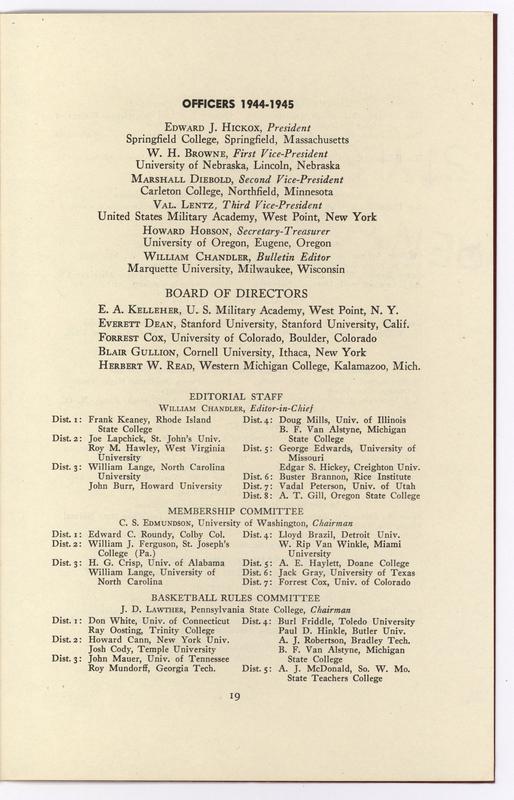 OFFICERS 1944-1945
EDWARD J. HICKOX, President
Springfield College, Springfield, Massachusetts
W. H. BROWNE, First Vice-President
University of Nebraska, Lincoln, Nebraska
MARSHALL DIEBOLD, Second Vice-President
Carleton College, Northfield, Minnesota
VAL. LENTZ, Third Vice-President
United States Military Academy, West Point, New York
HOWARD HOBSON, Secretary-Treasurer
University of Oregon, Eugene, Oregon
WILLIAM CHANDLER, Bulletin Editor
Marquette University, Milwaukee, Wisconsin
BOARD OF DIRECTORS
E. A. KELLEHER, U. S. Military Academy, West Point, N. Y.
EVERETT DEAN, Stanford University, Stanford University, Calif.
FORREST COX, University of Colorado, Boulder, Colorado
BLAIR GULLION, Cornell University, Ithaca, New York
HERBERT W. READ, Western Michigan College, Kalamazoo, Mich.
EDITORIAL STAFF
WILLIAM CHANDLER, Editor-in-Chief
Dist. 1: Frank Keaney, Rhode Island
State College
Dist. 2: Joe Lapchick, St. John's Univ.
Roy M. Hawley, West Virginia
University
Dist. 3: William Lange, North Carolina
University
John Burr, Howard University
Dist. 4: Doug Mills, Univ. of Illinois
B. F. Van Alstyne, Michigan
State College
Dist. 5: George Edwards, University of
Missouri
Edgar S. Hickey, Creighton Univ.
Dist. 6: Buster Brannon, Rice Institute
Dist. 7: Vadal Peterson, Univ. of Utah
Dist. 8: A. T. Gill, Oregon State College
MEMBERSHIP COMMITTEE
C. S. EDMUNDSON, University of Washington, Chairman
Dist. 1: Edward C. Roundy, Colby Col.
Dist. 2: William J. Ferguson, St. Joseph's
College (Pa.)
Dist. 3: H. G. Crisp, Univ. of Alabama
William Lange, University of
North Carolina
Dist. 4: Lloyd Brazil, Detroit Univ.
W. Rip Van Winkle, Miami
University
Dist. 5: A. E. Haylett, Doane College
Dist. 6: Jack Gray, University of Texas
Dist. 7: Forrest Cox, Univ. of Colorado
BASKETBALL RULES COMMITTEE
J. D. LAWTHER, Pennsylvania State College, Chairman
Dist. 1: Don White, Univ. of Connecticut
Ray Oosting, Trinity College
Dist. 2: Howard Cann, New York Univ.
Josh Cody, Temple University
Dist. 3: John Mauer, Univ. of Tennessee
Roy Mundorff, Georgia Tech.
Dist. 4: Burl Friddle, Toledo University
Paul D. Hinkle, Butler Univ.
A. J. Robertson, Bradley Tech.
B. F. Van Alstyne, Michigan
State College
Dist. 5: A. J. McDonald, So. W. Mo.
State Teachers College
19